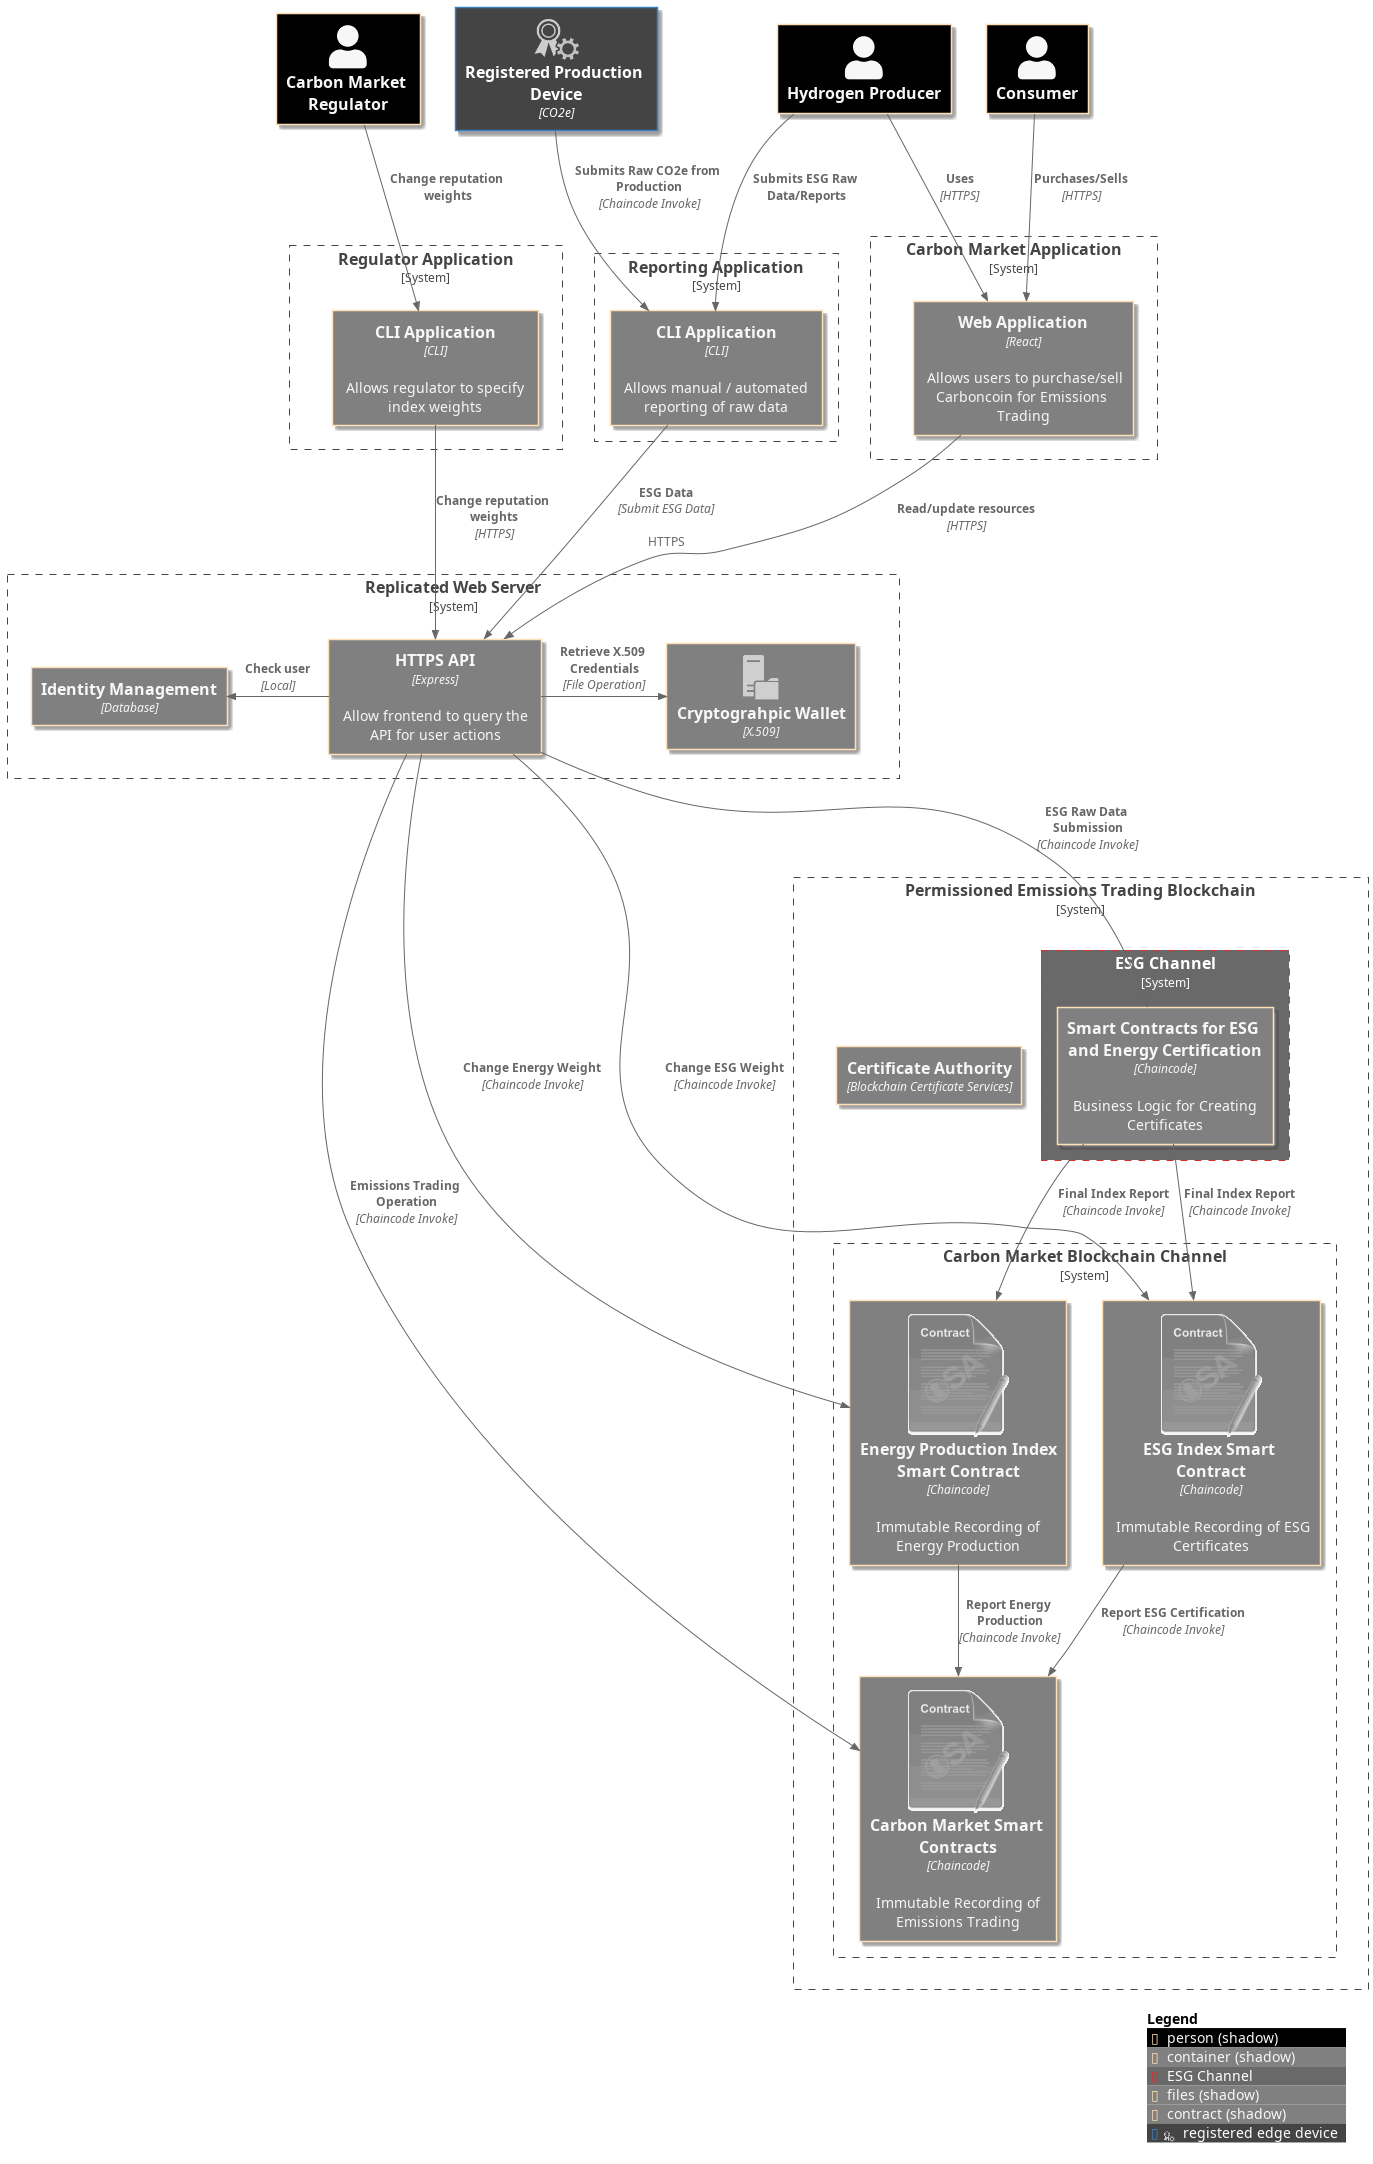 Carbon Market
Regulator
Registered Production
Device
[CO2e]
Hydrogen Producer
Consumer
Change reputation
weights
Submits Raw CO2e from
Production
[Chaincode Invoke]
Submits ESG Raw
Data/Reports
Uses
[HTTPS]
Purchases/Sells
[HTTPS]
Regulator Application
[System]
CLI Application
[CLI]
Allows regulator to specify
index weights
Reporting Application
[System]
CLI Application
[CLI]
Allows manual / automated
reporting of raw data
Carbon Market Application
[System]
Web Application
[React]
Allows users to purchase/sell
Carboncoin for Emissions
Trading
Change reputation
weights
[HTTPS]
ESG Data
[Submit ESG Data]
HTTPS
Read/update resources
[HTTPS]
Replicated Web Server
[System]
Identity Management
[Database]
Check user
[Local]
HTTPS API
[Express]
Allow frontend to query the
API for user actions
Retrieve X.509
Credentials
[File Operation]
Cryptograhpic Wallet
[X.509]
ESG Raw Data
Submission
[Chaincode Invoke]
Permissioned Emissions Trading Blockchain
[System]
ESG Channel
[System]
Smart Contracts for ESG
and Energy Certification
[Chaincode]
Business Logic for Creating
Certificates
Certificate Authority
[Blockchain Certificate Services]
Change Energy Weight
[Chaincode Invoke]
Change ESG Weight
[Chaincode Invoke]
Emissions Trading
Operation
[Chaincode Invoke]
Final Index Report
[Chaincode Invoke]
Final Index Report
[Chaincode Invoke]
Carbon Market Blockchain Channel
[System]
Contract
SA
Energy Production Index
Smart Contract
[Chaincode]
Immutable Recording of
Energy Production
Contract
SA
ESG Index Smart
Contract
[Chaincode]
Immutable Recording of ESG
Certificates
Report Energy
Production
[Chaincode Invoke]
Report ESG Certification
[Chaincode Invoke]
Contract
SA
Carbon Market Smart
Contracts
[Chaincode]
Immutable Recording of
Emissions Trading
Legend
person (shadow)
container (shadow)
ESG Channel
files (shadow)
contract (shadow)
registered edge device